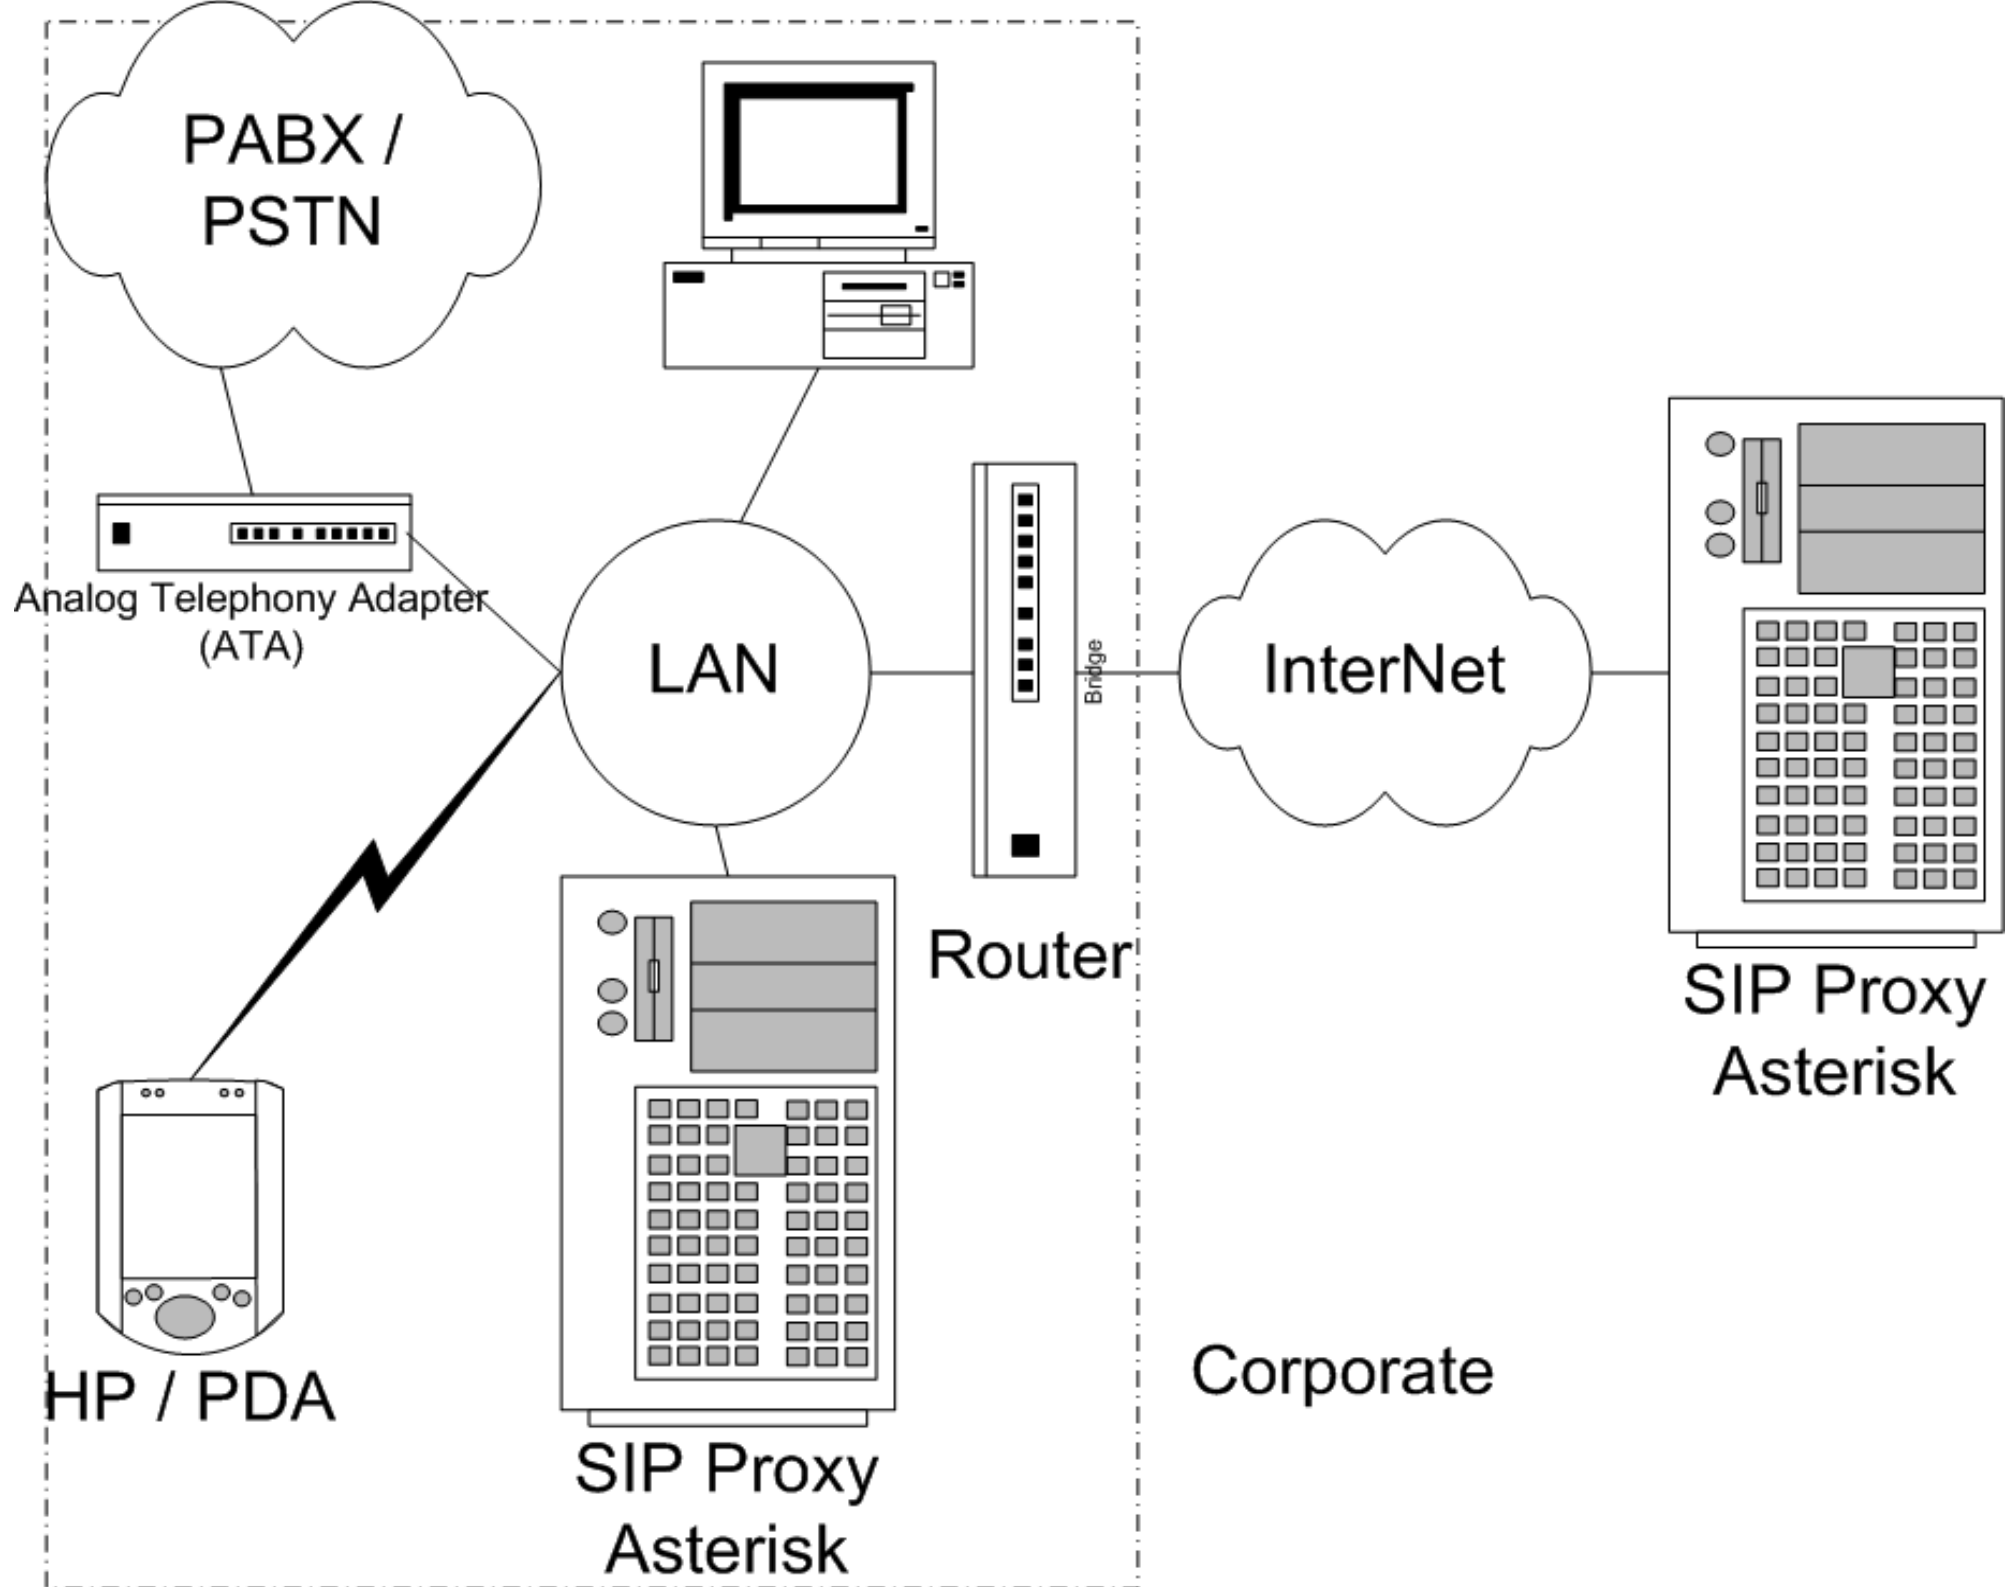 PABX /
PSTN
Analog Telephony Adapter
(ATA)
LAN
Bridge
InterNet
Router
SIP Proxy
Asterisk
HP / PDA
SIP Proxy
Asterisk
Corporate